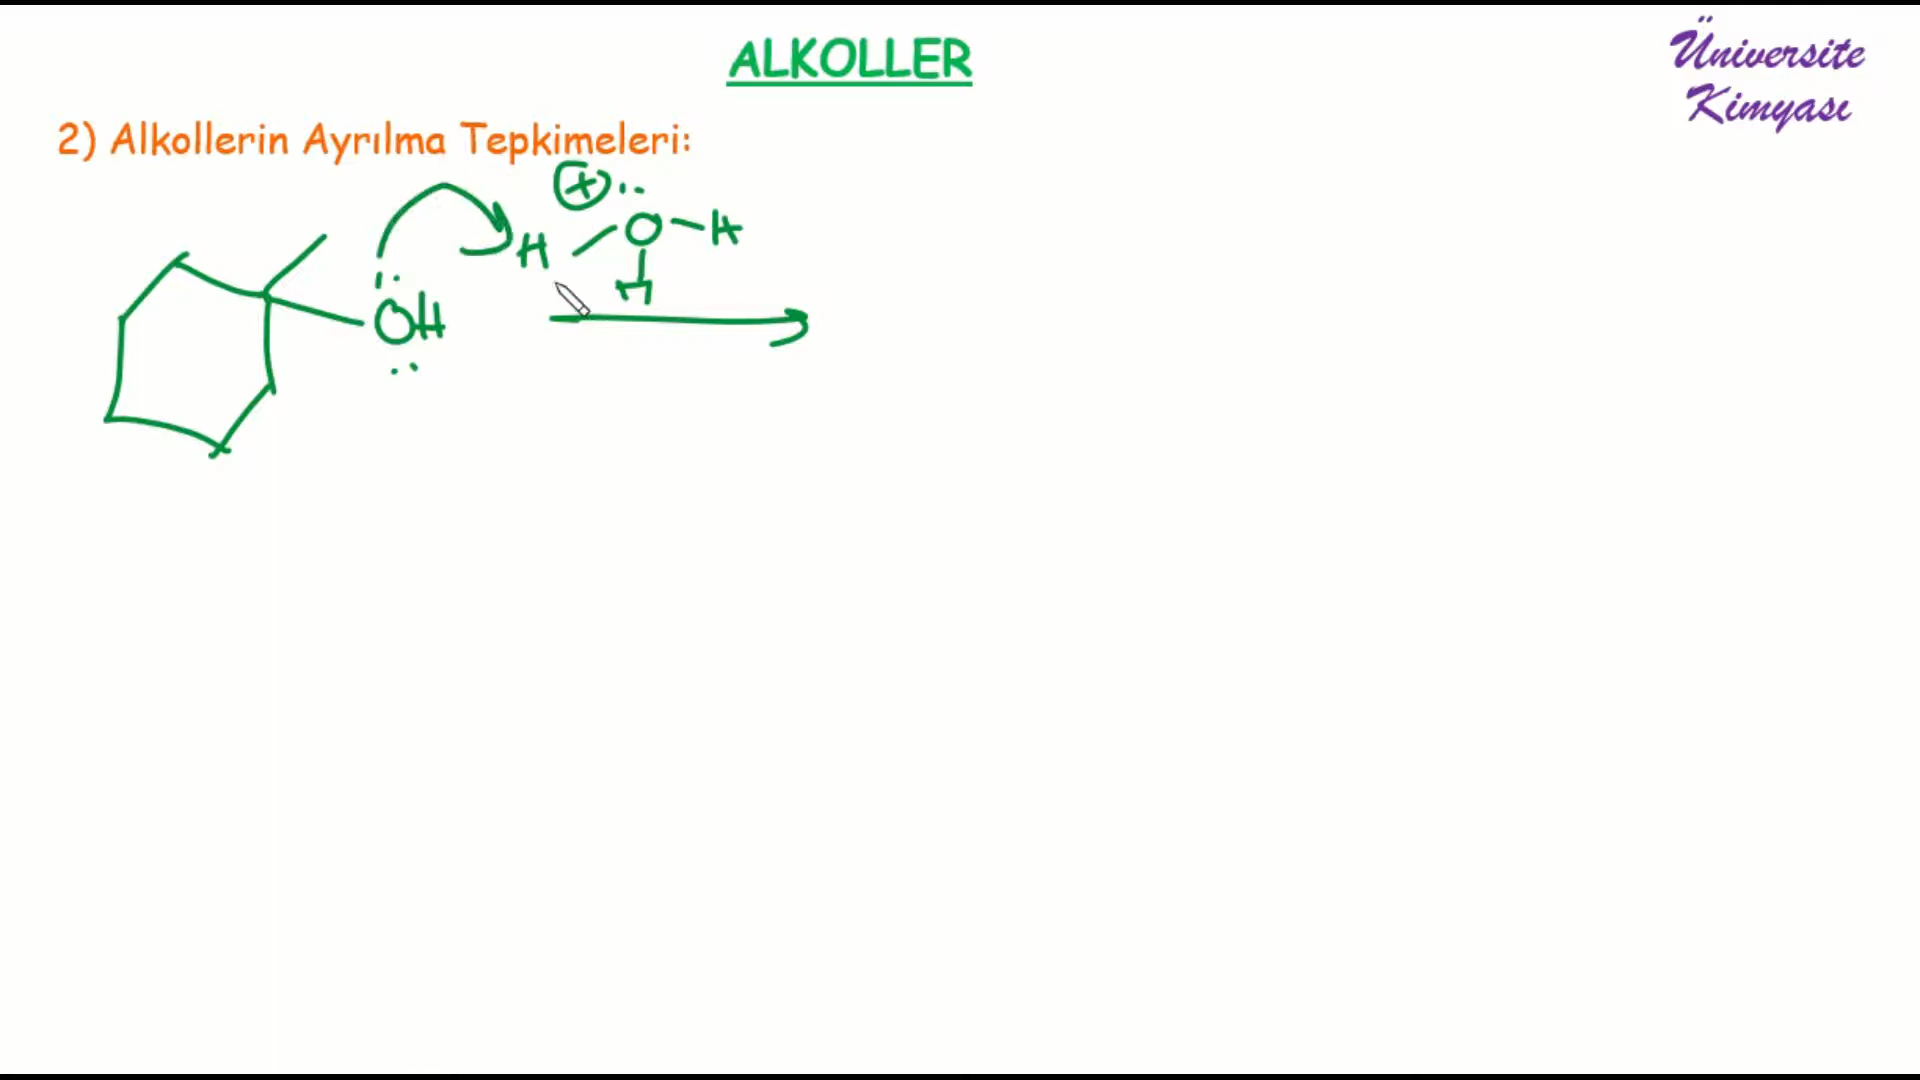 ALKOLLER
Üniversite
Kimyası
2) Alkollerin Ayrılma Tepkimeleri:
+
H O H
H
OH